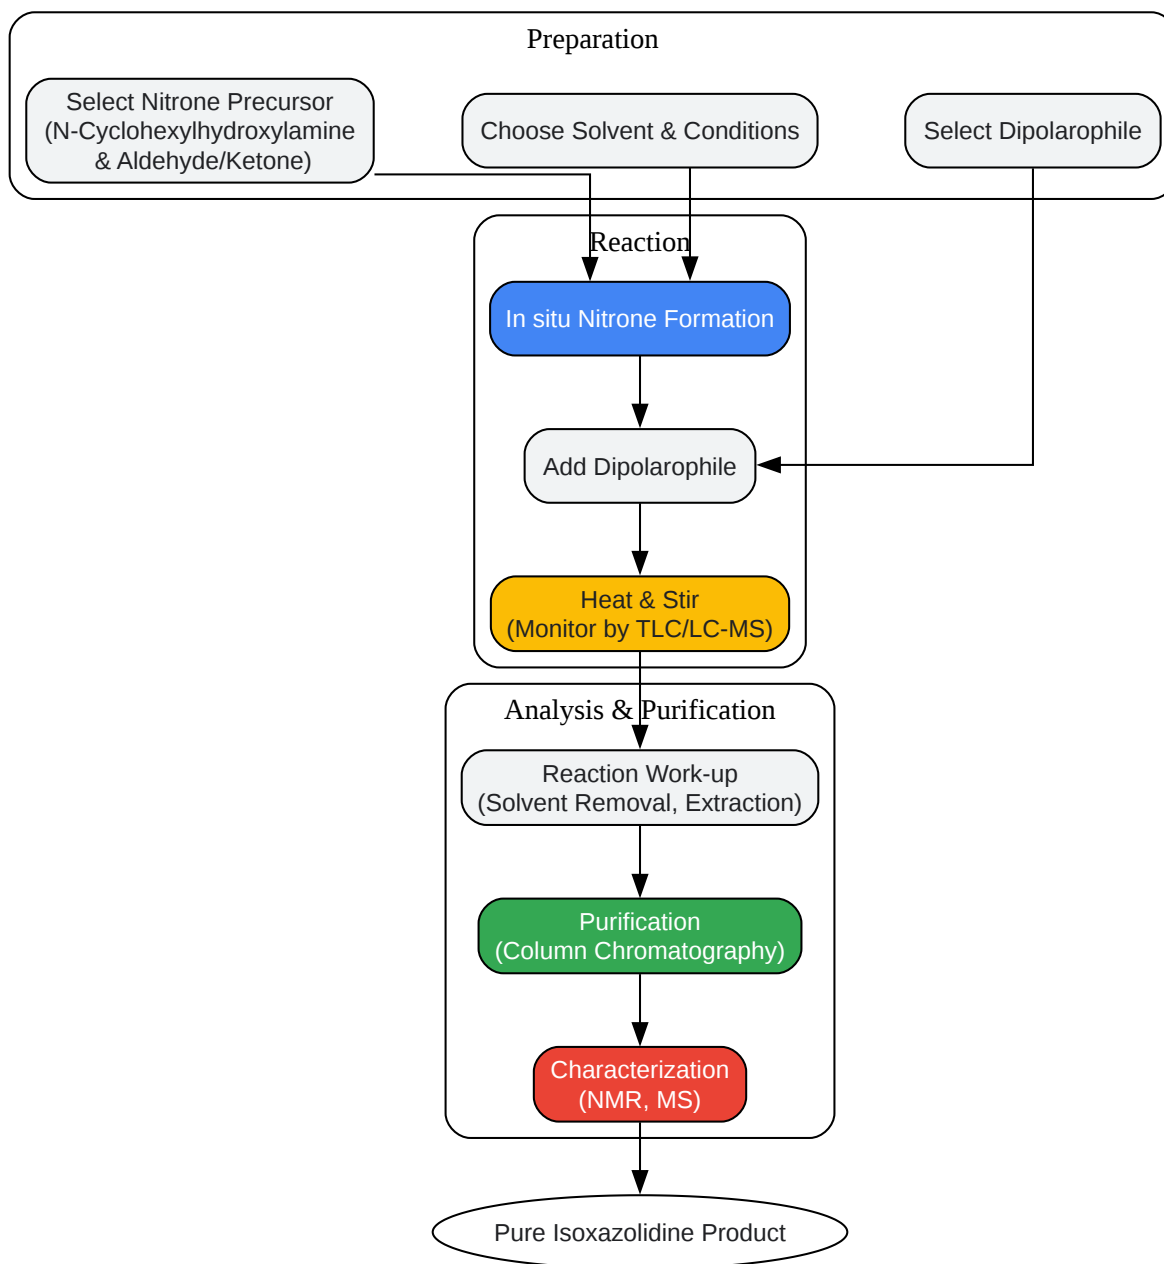 Preparation
Select Nitrone Precursor
(N-Cyclohexylhydroxylamine
& Aldehyde/Ketone)
Choose Solvent & Conditions
Select Dipolarophile
Reaction
In situ Nitrone Formation
Add Dipolarophile
Heat & Stir
(Monitor by TLC/LC-MS)
Analysis & Purification
Reaction Work-up
(Solvent Removal, Extraction)
Purification
(Column Chromatography)
Characterization
(NMR, MS)
Pure Isoxazolidine Product